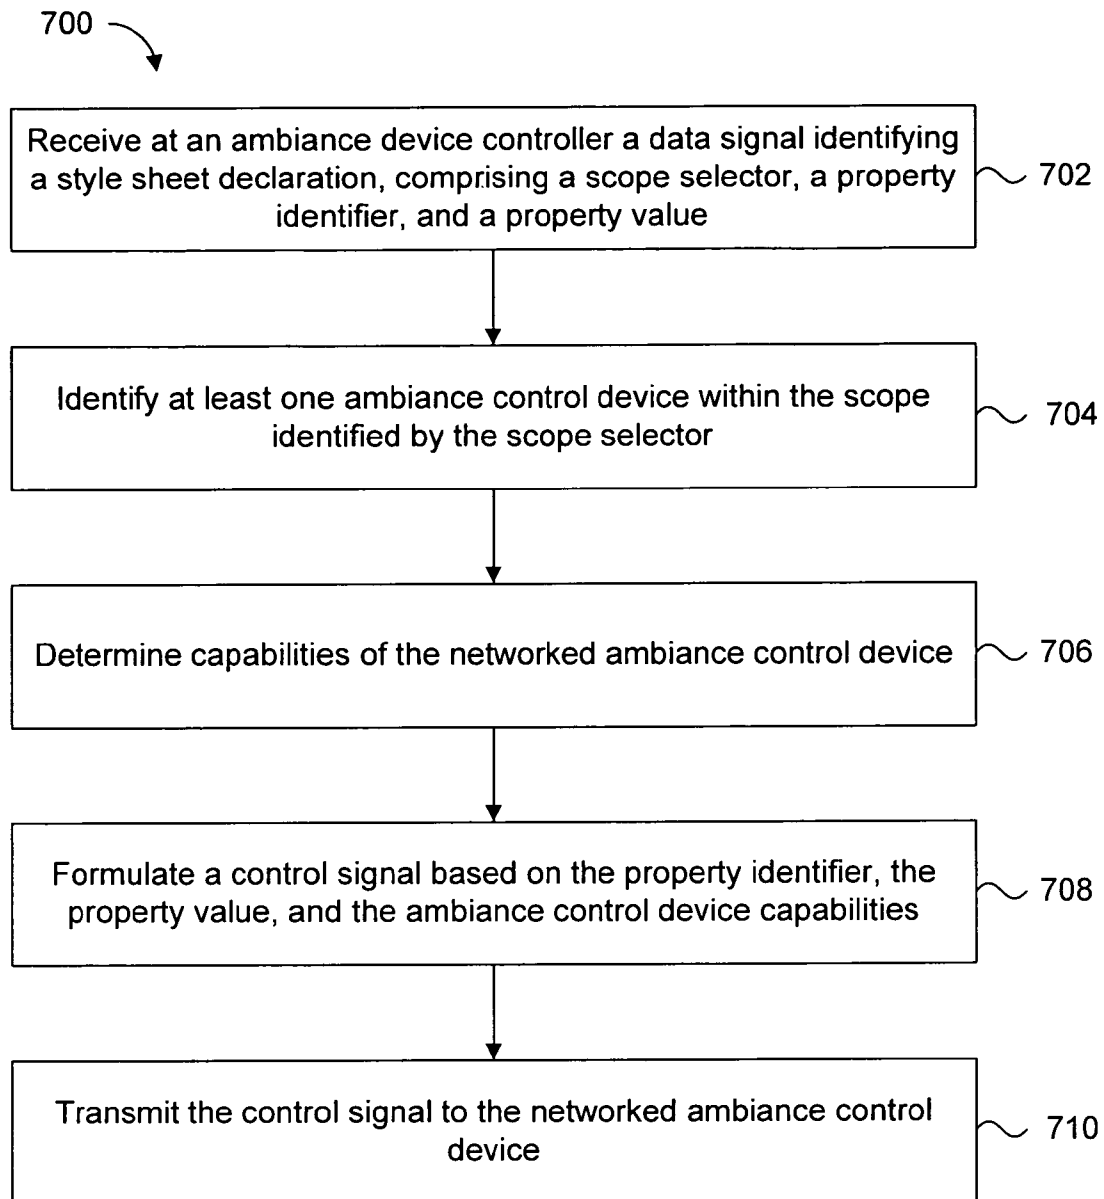 700
Receive at an ambiance device controller a data signal identifying
a style sheet declaration, comprising a scope selector, a property
identifier, and a property value
702
Identify at least one ambiance control device within the scope
identified by the scope selector
704
Determine capabilities of the networked ambiance control device
706
Formulate a control signal based on the property identifier, the
property value, and the ambiance control device capabilities
708
Transmit the control signal to the networked ambiance control
device
710